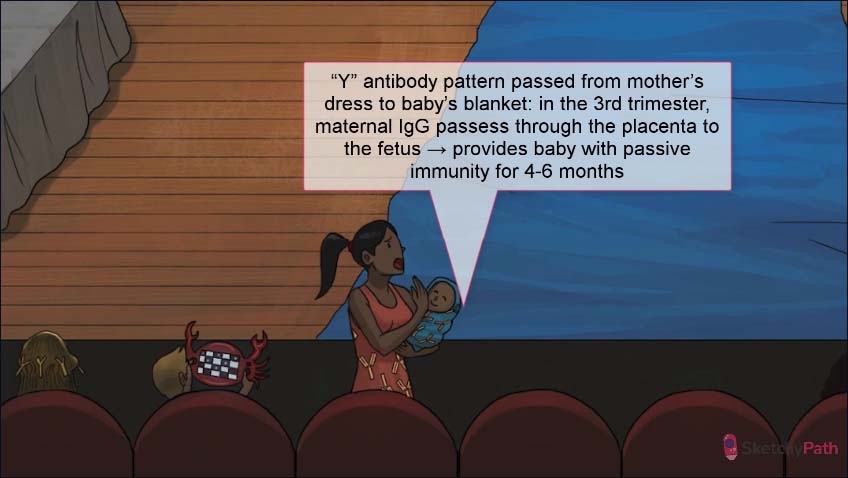 “Y” antibody pattern passed from mother’s
dress to baby’s blanket: in the 3rd trimester,
maternal IgG passess through the placenta to
the fetus → provides baby with passive
immunity for 4-6 months
SketchyPath